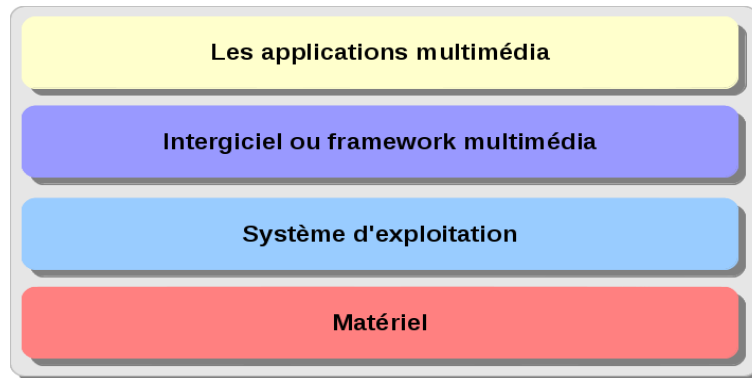 Les applications multimédia
Intergiciel ou framework multimédia
Système d'exploitation
Matériel